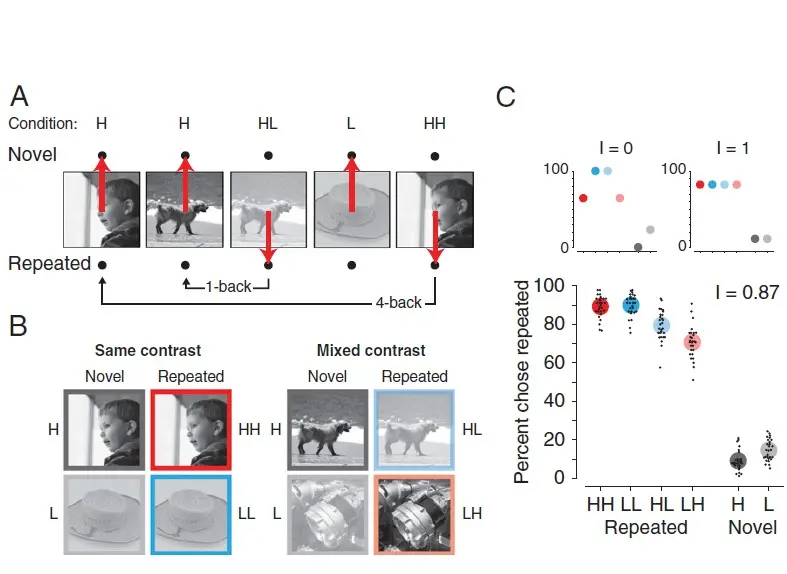 A
Condition: H H HL L HH
Novel
Repeated
1-back
4-back
B
Same contrast
Novel Repeated
H HH
L LL
Mixed contrast
Novel Repeated
H HL
L LH
C
I = 0
100
0
I = 1
100
0
I = 0.87
Percent chose repeated
100
80
60
40
20
0
HH LL HL LH H L
Repeated Novel